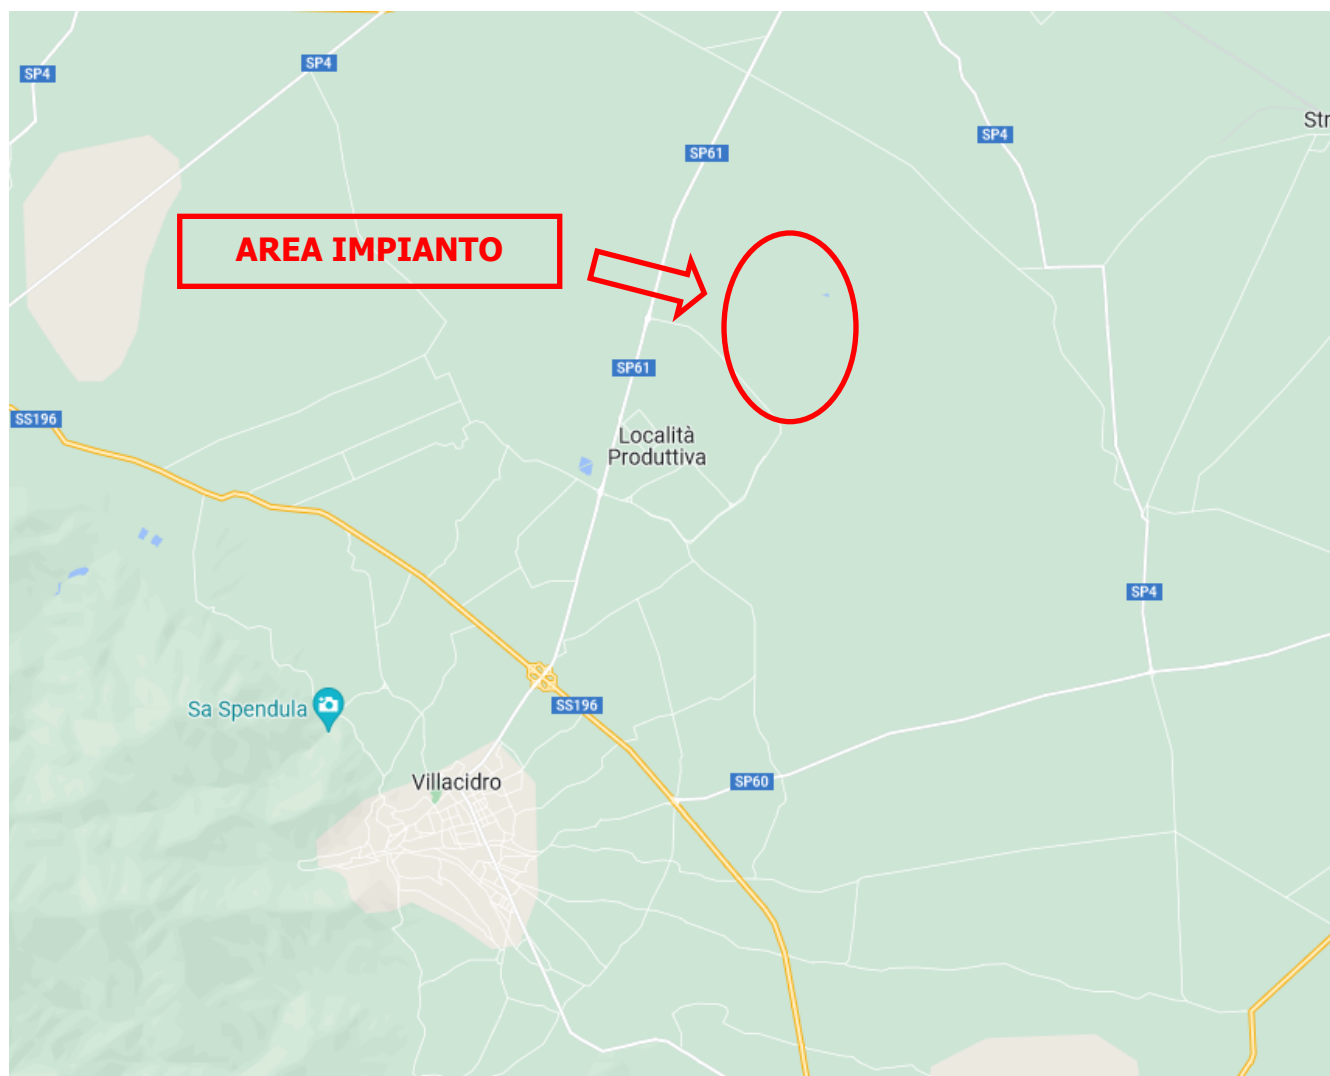 SP4
SP4
Str
SP4
SP61
AREA IMPIANTO
SP61
SS196
Località
Produttiva
SP4
Sa Spendula
SS196
Villacidro
SP60